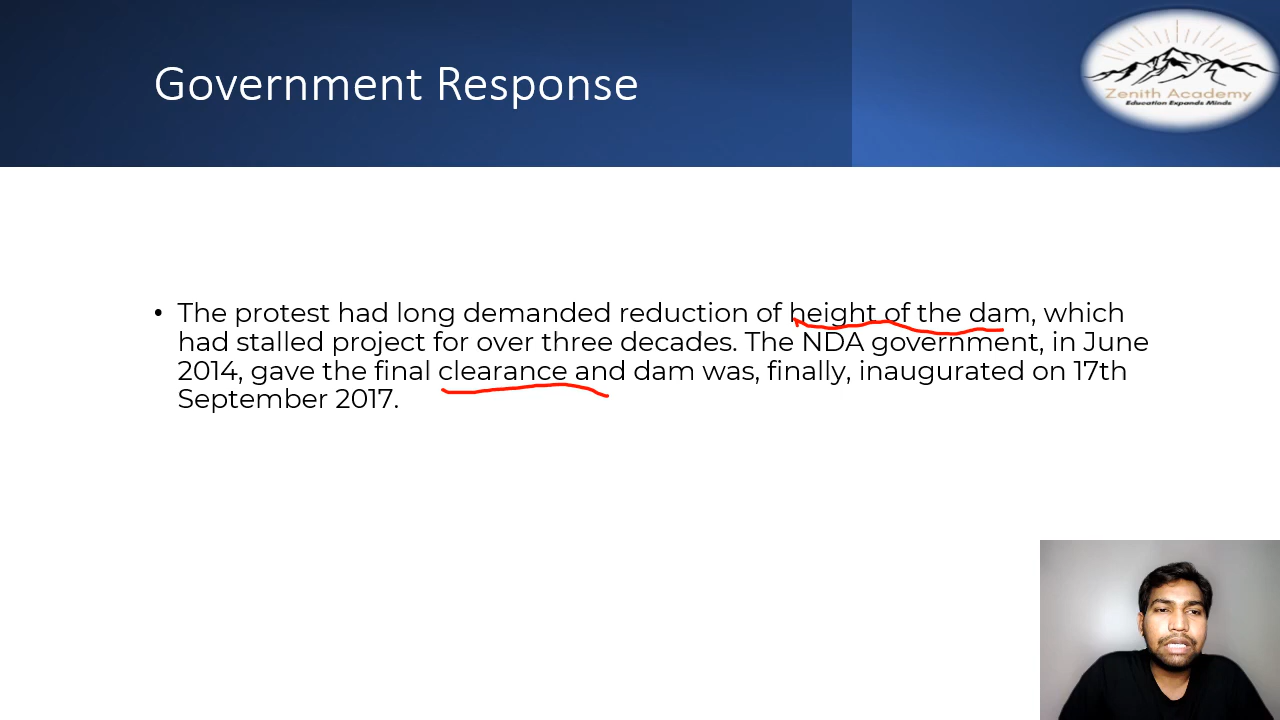 Government Response
Zenith Academy
Education Expands Minds
• The protest had long demanded reduction of height of the dam, which
had stalled project for over three decades. The NDA government, in June
2014, gave the final clearance and dam was, finally, inaugurated on 17th
September 2017.